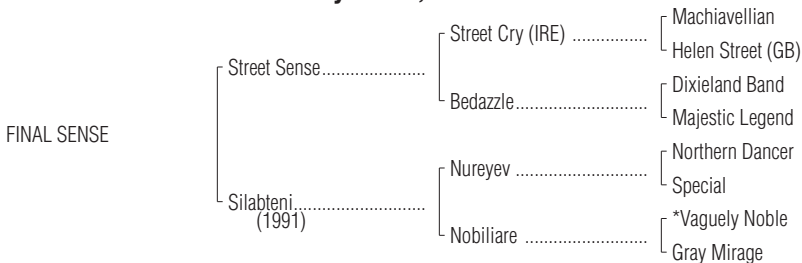 Machiavellian
Street Cry (IRE) ................
Helen Street (GB)
Street Sense......................
Dixieland Band
Bedazzle............................
Majestic Legend
FINAL SENSE
Northern Dancer
Nureyev ...........................
Special
Silabteni............................
(1991)
*Vaguely Noble
Nobiliare ..........................
Gray Mirage